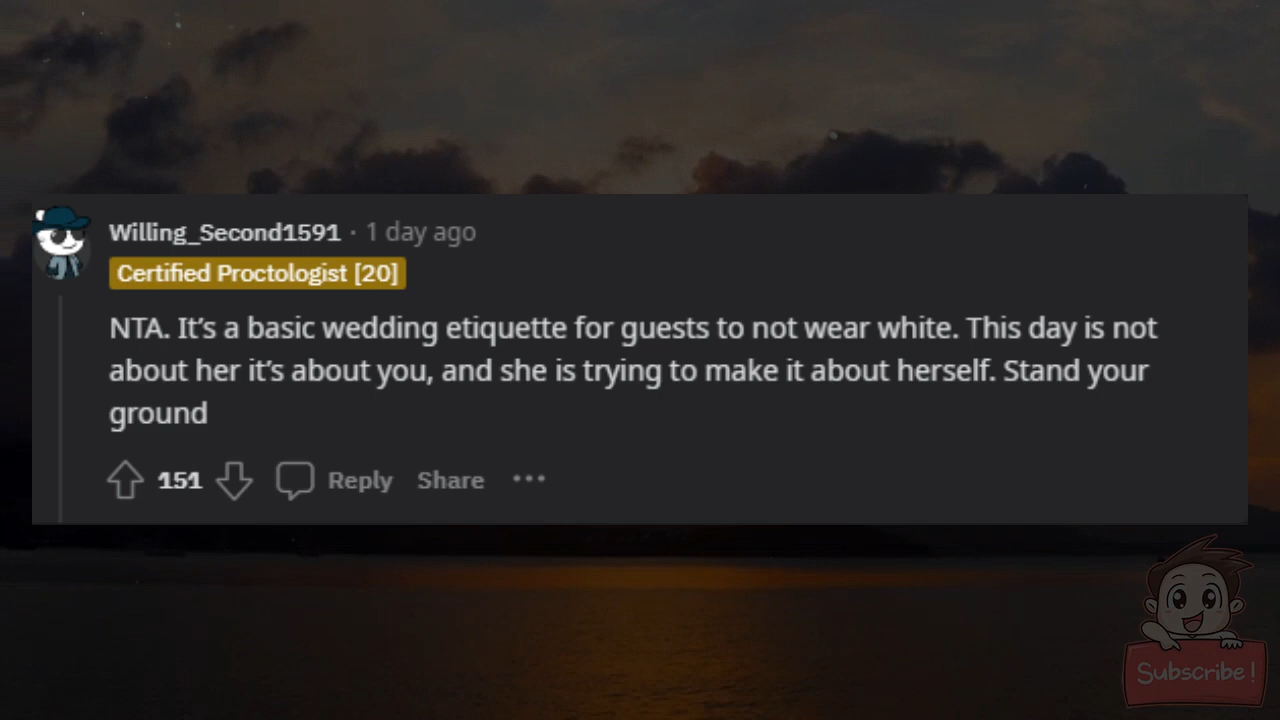 Willing_Second1591 · 1 day ago
Certified Proctologist [20]
NTA. It’s a basic wedding etiquette for guests to not wear white. This day is not
about her it’s about you, and she is trying to make it about herself. Stand your
ground
151 Reply Share ···
Subscribe!